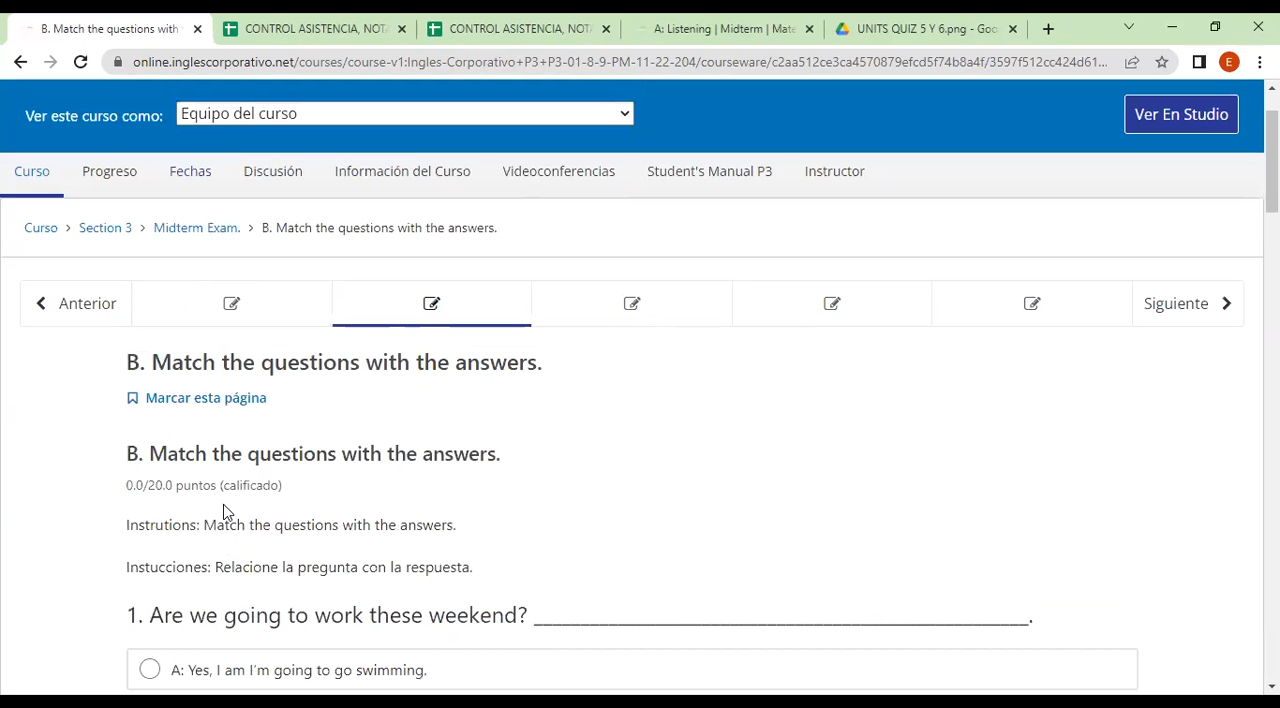 B. Match the questions with
CONTROL ASISTENCIA, NOTA
CONTROL ASISTENCIA, NOTA
A: Listening | Midterm | Mate
UNITS QUIZ 5 Y 6.png - Goo
online.inglescorporativo.net/courses/course-v1:Ingles-Corporativo+P3+P3-01-8-9-PM-11-22-204/courseware/c2aa512ce3ca4570879efcd5f74b8a4f/3597f512cc424d61...
E
Ver este curso como:
Equipo del curso
Ver En Studio
Curso
Progreso
Fechas
Discusión
Información del Curso
Videoconferencias
Student's Manual P3
Instructor
Curso > Section 3 > Midterm Exam. > B. Match the questions with the answers.
Anterior
Siguiente
B. Match the questions with the answers.
Marcar esta página
B. Match the questions with the answers.
0.0/20.0 puntos (calificado)
Instrutions: Match the questions with the answers.
Instucciones: Relacione la pregunta con la respuesta.
1. Are we going to work these weekend? ________________________________________.
A: Yes, I am I'm going to go swimming.